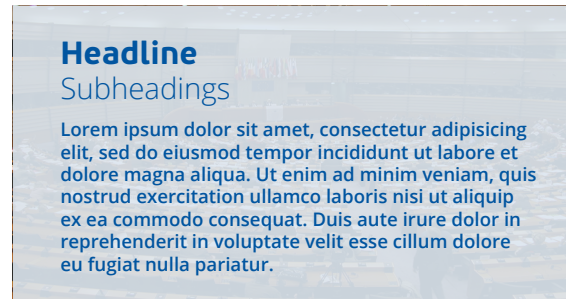 Headline
Subheadings
Lorem ipsum dolor sit amet, consectetur adipisicing
elit, sed do eiusmod tempor incididunt ut labore et
dolore magna aliqua. Ut enim ad minim veniam, quis
nostrud exercitation ullamco laboris nisi ut aliquip
ex ea commodo consequat. Duis aute irure dolor in
reprehenderit in voluptate velit esse cillum dolore
eu fugiat nulla pariatur.